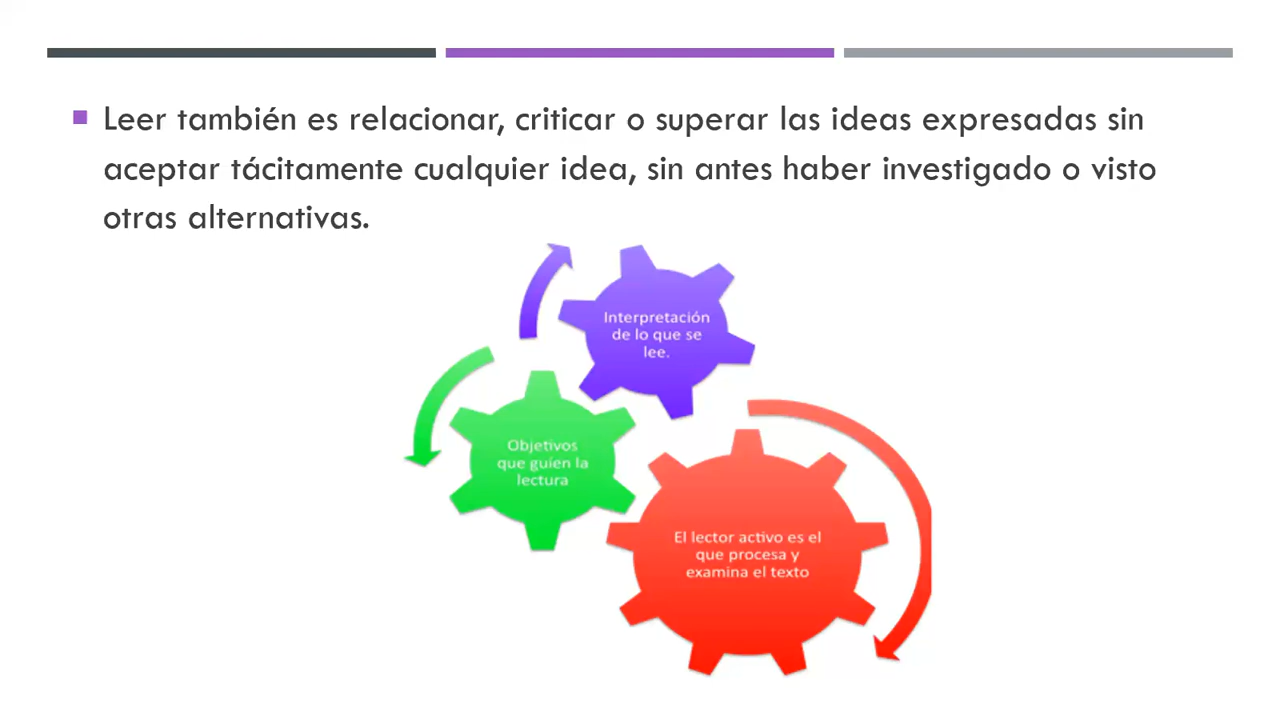 Leer también es relacionar, criticar o superar las ideas expresadas sin
aceptar tácitamente cualquier idea, sin antes haber investigado o visto
otras alternativas.
Interpretación
de lo que se
lee.
Objetivos
que guíen la
lectura
El lector activo es el
que procesa y
examina el texto